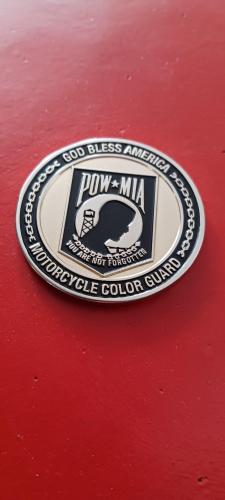 GOD BLESS AMERICA
POW★MIA
YOU ARE NOT FORGOTTEN
MOTORCYCLE COLOR GUARD